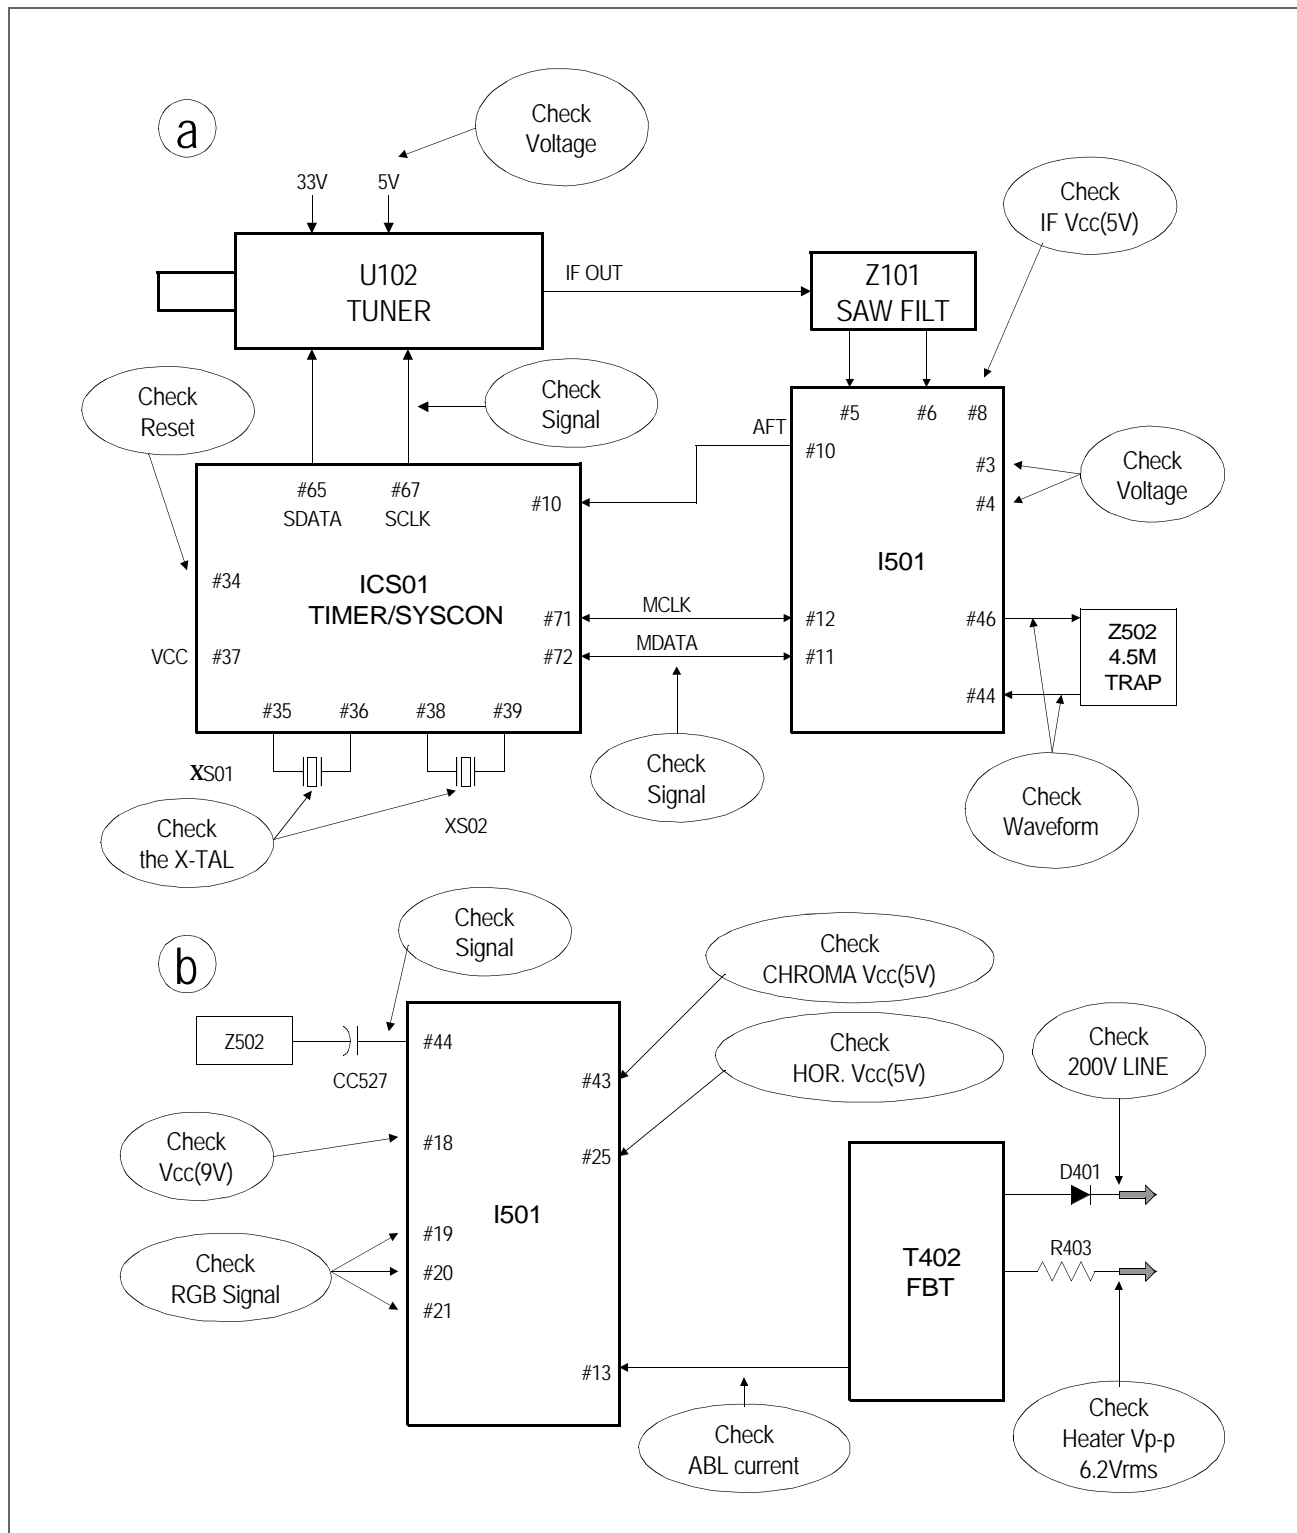 a
Check
Voltage
33V
5V
Check
IF Vcc(5V)
U102
TUNER
IF OUT
Z101
SAW FILT
Check
Reset
Check
Signal
AFT
#5
#6
#8
#10
#3
#4
Check
Voltage
#65
SDATA
#67
SCLK
#10
#34
ICS01
TIMER/SYSCON
I501
#71
MCLK
#12
#46
Z502
4.5M
TRAP
VCC
#37
#72
MDATA
#11
#44
#35
#36
#38
#39
XS01
XS02
Check
the X-TAL
Check
Signal
Check
Waveform
b
Check
Signal
Check
CHROMA Vcc(5V)
Z502
CC527
#44
#43
Check
HOR. Vcc(5V)
Check
200V LINE
Check
Vcc(9V)
#18
#25
D401
I501
Check
RGB Signal
#19
#20
#21
T402
FBT
R403
#13
Check
ABL current
Check
Heater Vp-p
6.2Vrms